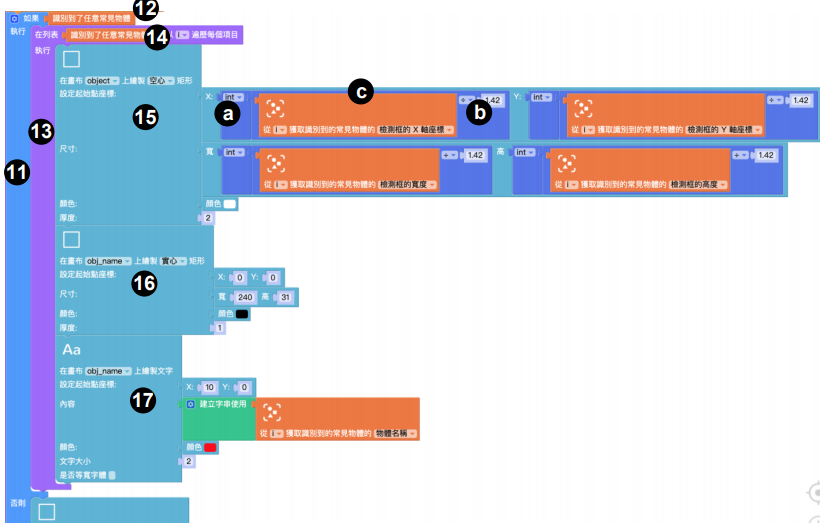 12
如果 識別到了任意常見物體
執行 在列表 識別到了任意常見物 14 i 遍歷每個項目
執行
在畫布 object 上繪製 空心 矩形
設定起始點座標: X: int ÷ 1.42 Y: int ÷ 1.42
15 a c b
從 i 獲取識別到的常見物體的 檢測框的 X 軸座標
從 i 獲取識別到的常見物體的 檢測框的 Y 軸座標
13
11
尺寸: 寬 int ÷ 1.42 高 int ÷ 1.42
從 i 獲取識別到的常見物體的 檢測框的寬度
從 i 獲取識別到的常見物體的 檢測框的高度
顏色: 顏色
厚度: 2
在畫布 obj_name 上繪製 實心 矩形
設定起始點座標: X: 0 Y: 0
16
尺寸: 寬 240 高 31
顏色: 顏色
厚度: 1
Aa
在畫布 obj_name 上繪製文字
設定起始點座標: X: 10 Y: 0
17
內容 建立字串使用
從 i 獲取識別到的常見物體的 物體名稱
顏色: 顏色
文字大小 2
是否等寬字體
否則